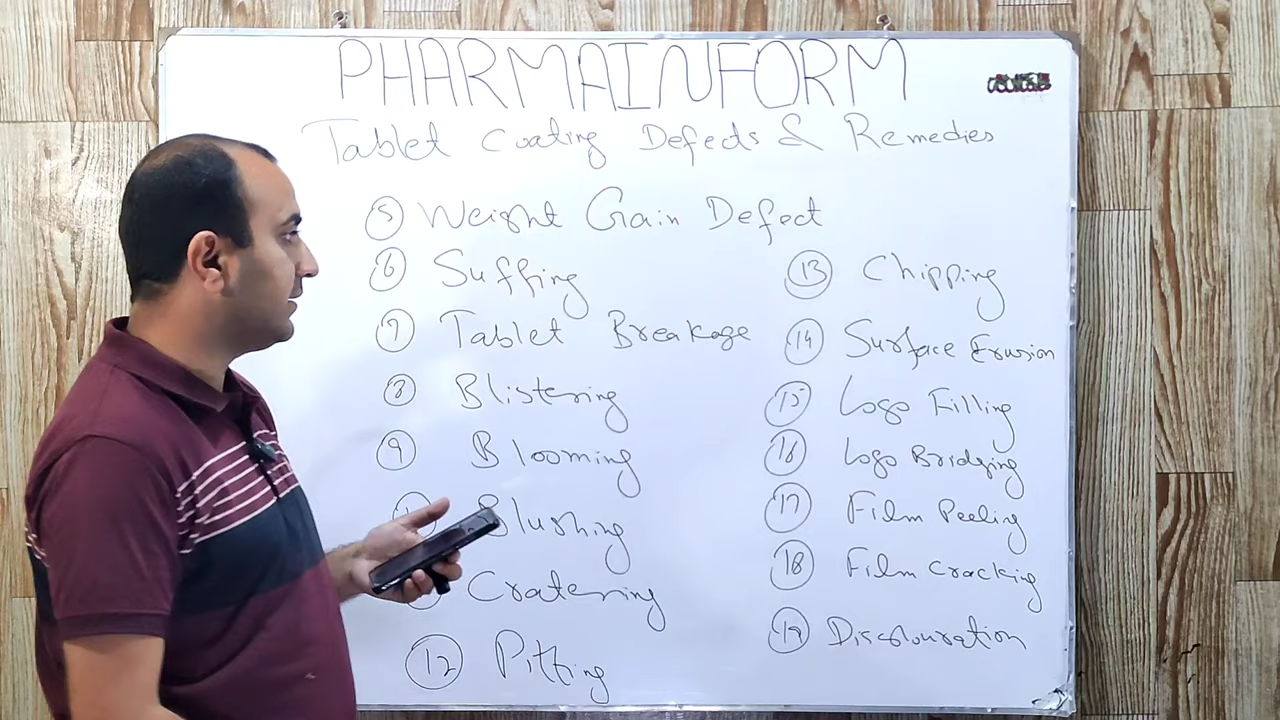 PHARMAINFORM
Tablet Coating Defects & Remedies
5 Weight Gain Defect
6 Suffing
7 Tablet Breakage
8 Blistering
9 Blooming
Blushing
Cratering
12 Pitting
13 Chipping
14 Surface Erusion
15 Logo Filling
16 Logo Bridging
17 Film Peeling
18 Film Cracking
19 Discolouration